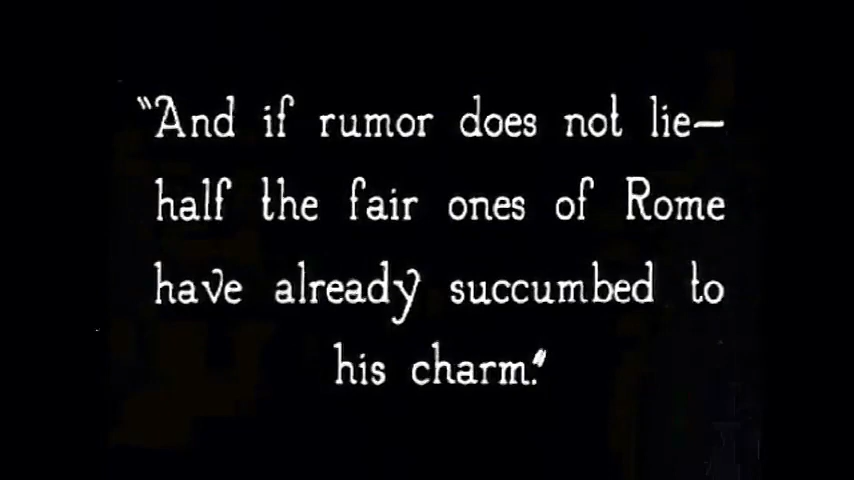 "And if rumor does not lie—
half the fair ones of Rome
have already succumbed to
his charm."